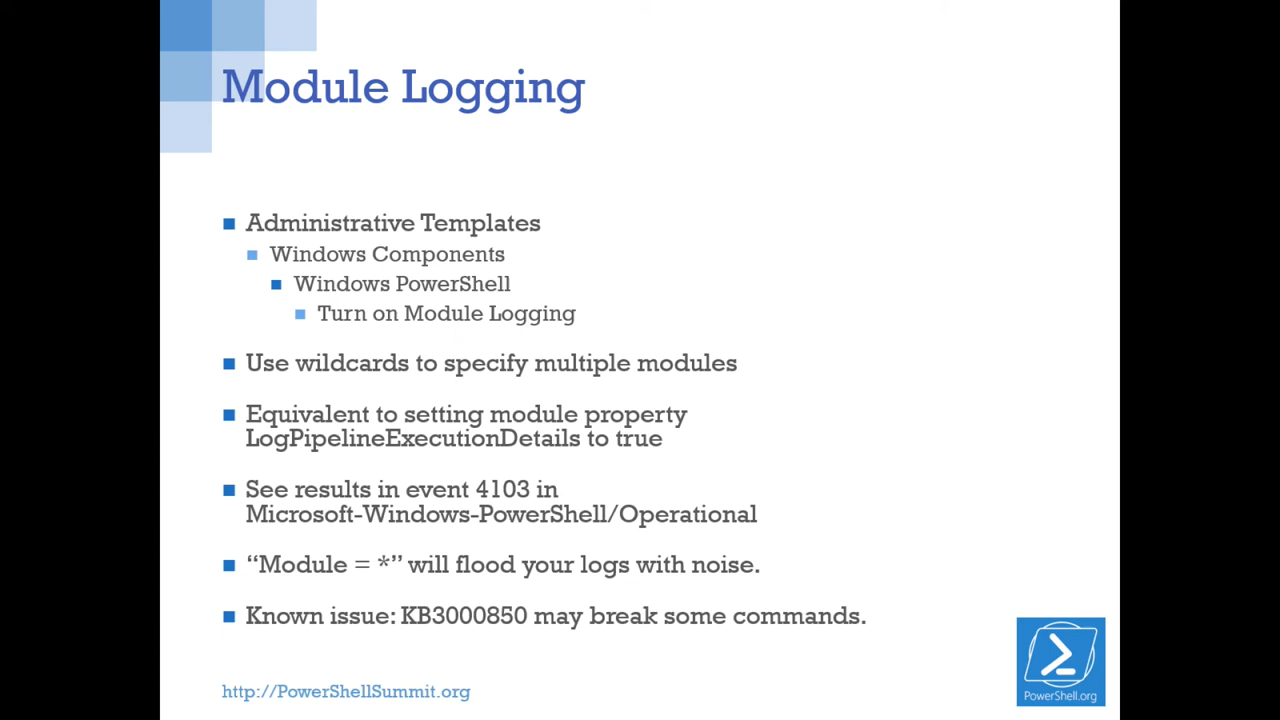 Module Logging
Administrative Templates
Windows Components
Windows PowerShell
Turn on Module Logging
Use wildcards to specify multiple modules
Equivalent to setting module property
LogPipelineExecutionDetails to true
See results in event 4103 in
Microsoft-Windows-PowerShell/Operational
“Module = *” will flood your logs with noise.
Known issue: KB3000850 may break some commands.
http://PowerShellSummit.org
PowerShell.org